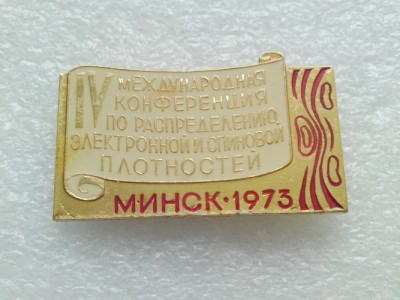 IV МЕЖДУНАРОДНАЯ
КОНФЕРЕНЦИЯ
ПО РАСПРЕДЕЛЕНИЮ
ЭЛЕКТРОННОЙ И СПИНОВОЙ
ПЛОТНОСТЕЙ
МИНСК·1973